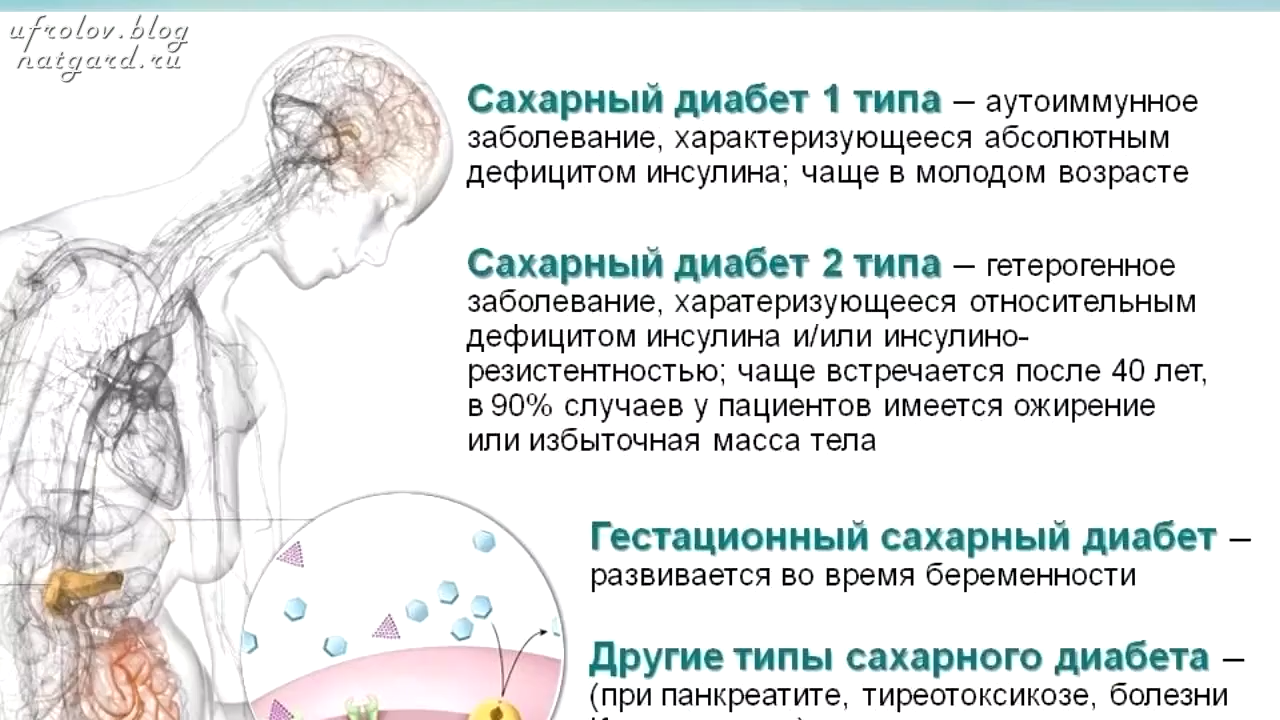 ufrolov.blog
natgard.ru
Сахарный диабет 1 типа – аутоиммунное
заболевание, характеризующееся абсолютным
дефицитом инсулина; чаще в молодом возрасте
Сахарный диабет 2 типа – гетерогенное
заболевание, харатеризующееся относительным
дефицитом инсулина и/или инсулино-
резистентностью; чаще встречается после 40 лет,
в 90% случаев у пациентов имеется ожирение
или избыточная масса тела
Гестационный сахарный диабет –
развивается во время беременности
Другие типы сахарного диабета –
(при панкреатите, тиреотоксикозе, болезни